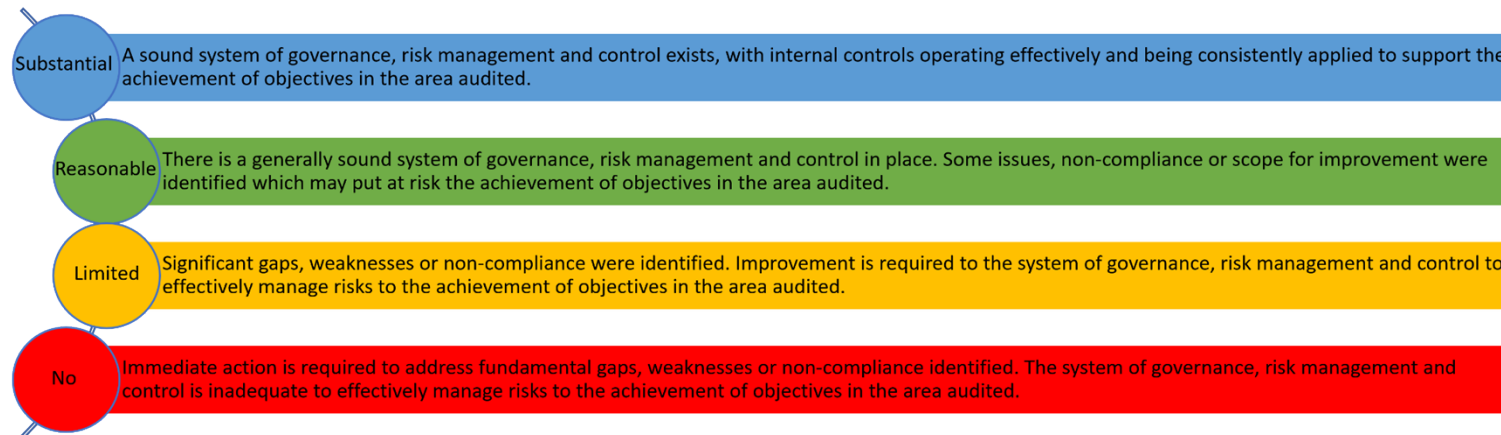 Substantial
A sound system of governance, risk management and control exists, with internal controls operating effectively and being consistently applied to support the
achievement of objectives in the area audited.
Reasonable
There is a generally sound system of governance, risk management and control in place. Some issues, non-compliance or scope for improvement were
identified which may put at risk the achievement of objectives in the area audited.
Limited
Significant gaps, weaknesses or non-compliance were identified. Improvement is required to the system of governance, risk management and control to
effectively manage risks to the achievement of objectives in the area audited.
No
Immediate action is required to address fundamental gaps, weaknesses or non-compliance identified. The system of governance, risk management and
control is inadequate to effectively manage risks to the achievement of objectives in the area audited.